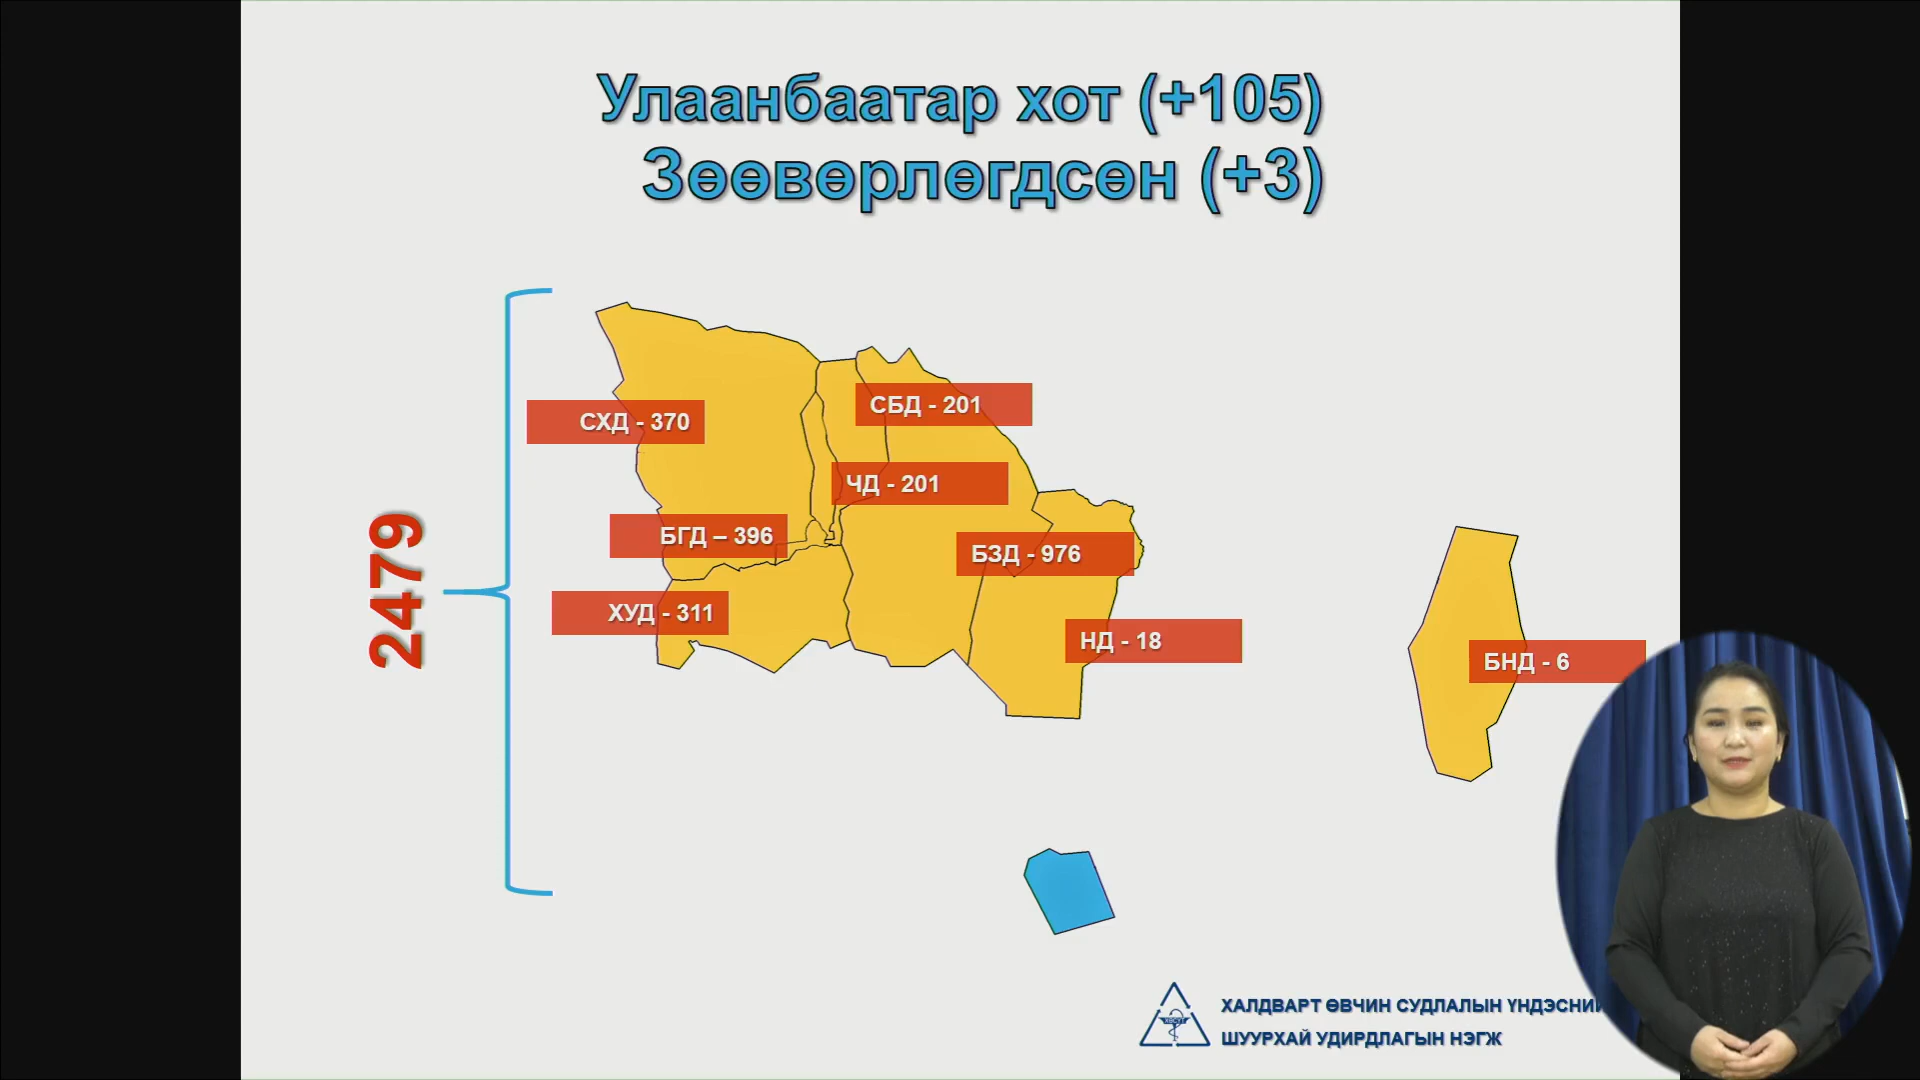 Улаанбаатар хот (+105)
Зөөвөрлөгдсөн (+3)
2479
СХД - 370
СБД - 201
ЧД - 201
БГД – 396
БЗД - 976
ХУД - 311
НД - 18
БНД - 6
ХАЛДВАРТ ӨВЧИН СУДЛАЛЫН
ШУУРХАЙ УДИРДЛАГЫН НЭГЖ